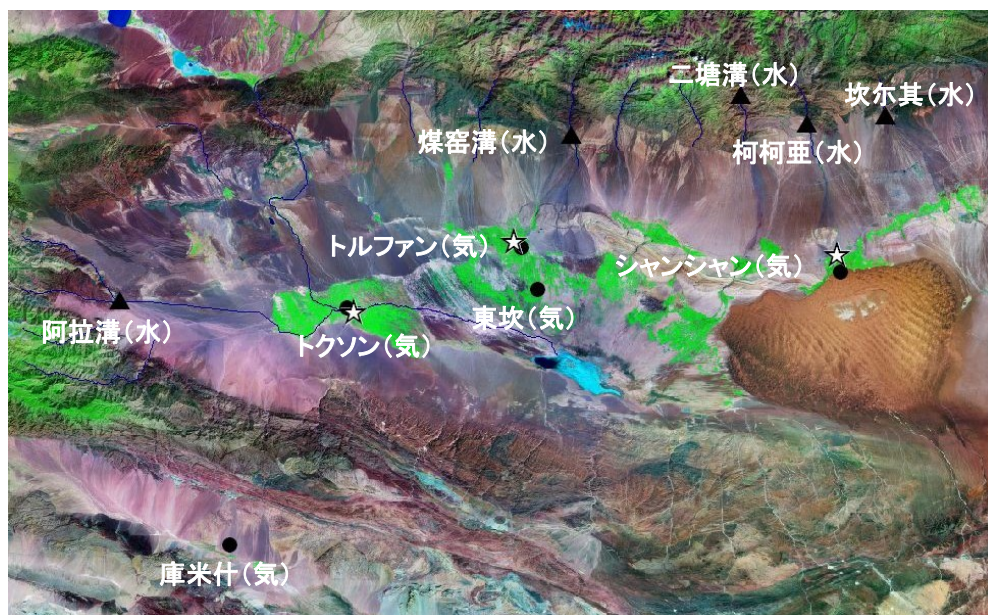 二塘溝（水）
坎尔其（水）
煤窑溝（水）
柯柯亜（水）
トルファン（気）
シャンシャン（気）
東坎（気）
阿拉溝（水）
トクソン（気）
庫米什（気）